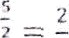 5
— = 2
2 —